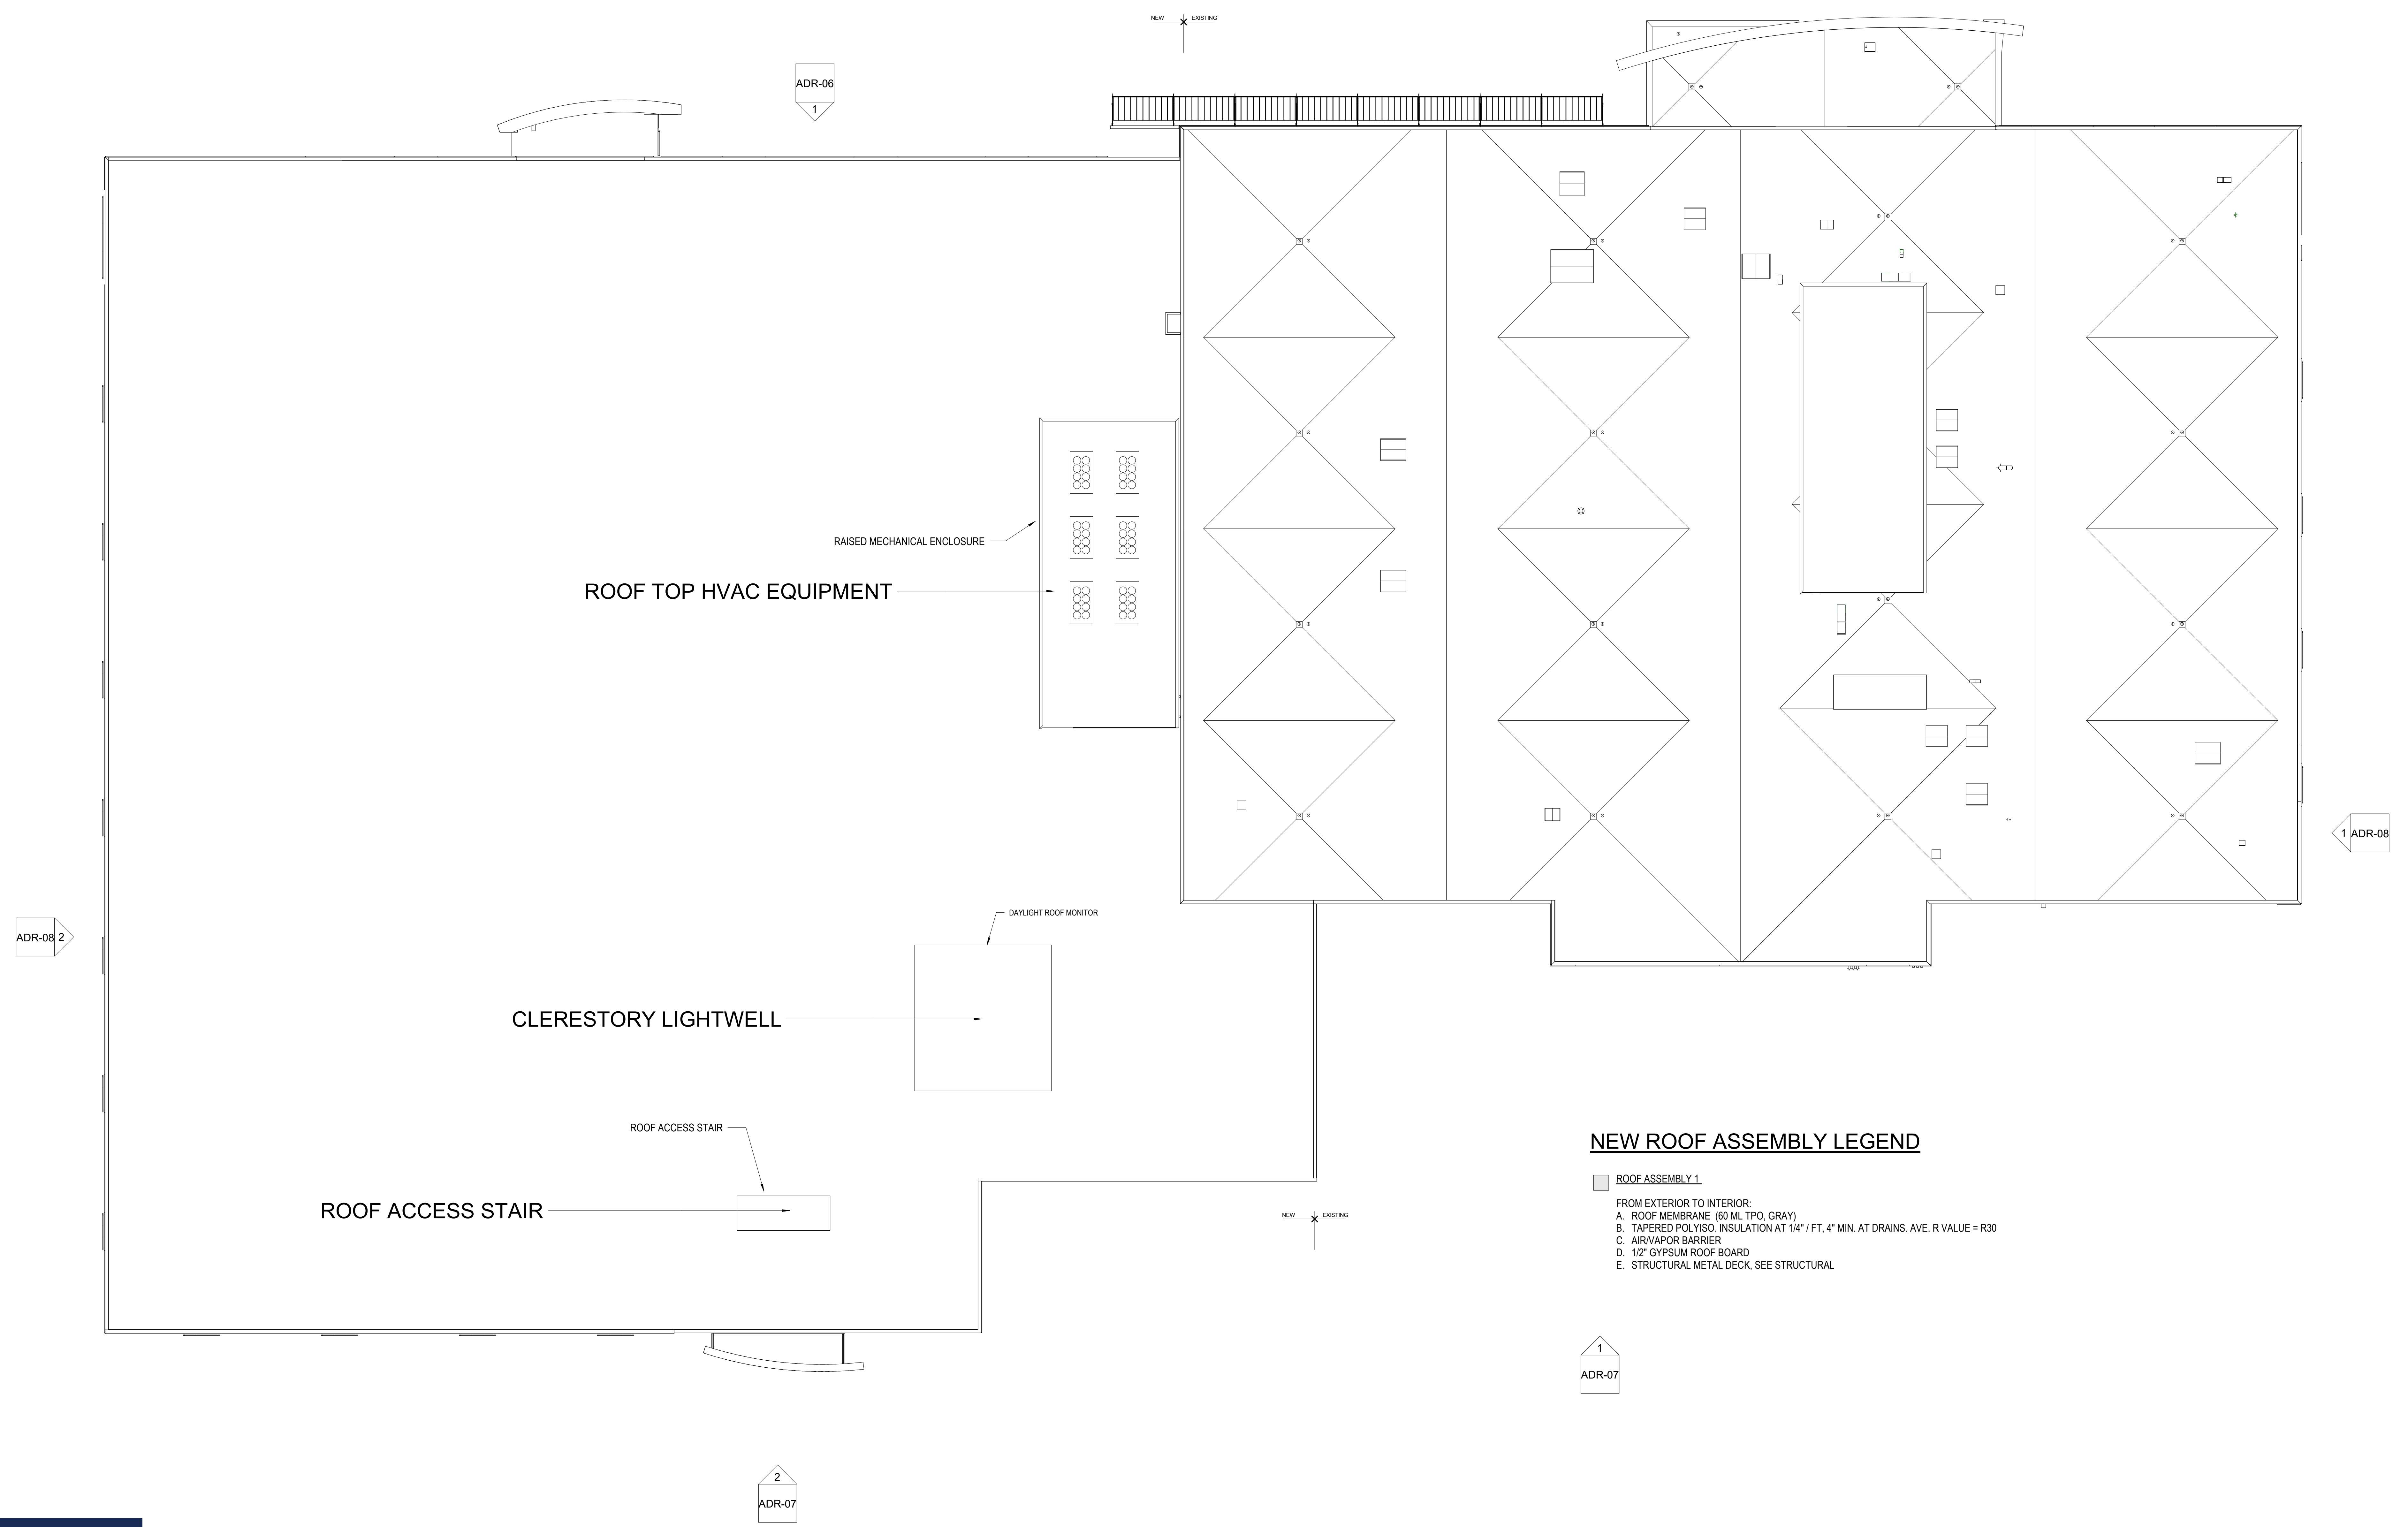 NEW EXISTING
ADR-06
1
RAISED MECHANICAL ENCLOSURE
ROOF TOP HVAC EQUIPMENT
1 ADR-08
DAYLIGHT ROOF MONITOR
ADR-08 2
CLERESTORY LIGHTWELL
ROOF ACCESS STAIR
ROOF ACCESS STAIR
NEW EXISTING
NEW ROOF ASSEMBLY LEGEND
ROOF ASSEMBLY 1
FROM EXTERIOR TO INTERIOR:
A. ROOF MEMBRANE (60 ML TPO, GRAY)
B. TAPERED POLYISO. INSULATION AT 1/4" / FT, 4" MIN. AT DRAINS. AVE. R VALUE = R30
C. AIR/VAPOR BARRIER
D. 1/2" GYPSUM ROOF BOARD
E. STRUCTURAL METAL DECK, SEE STRUCTURAL
1
ADR-07
2
ADR-07